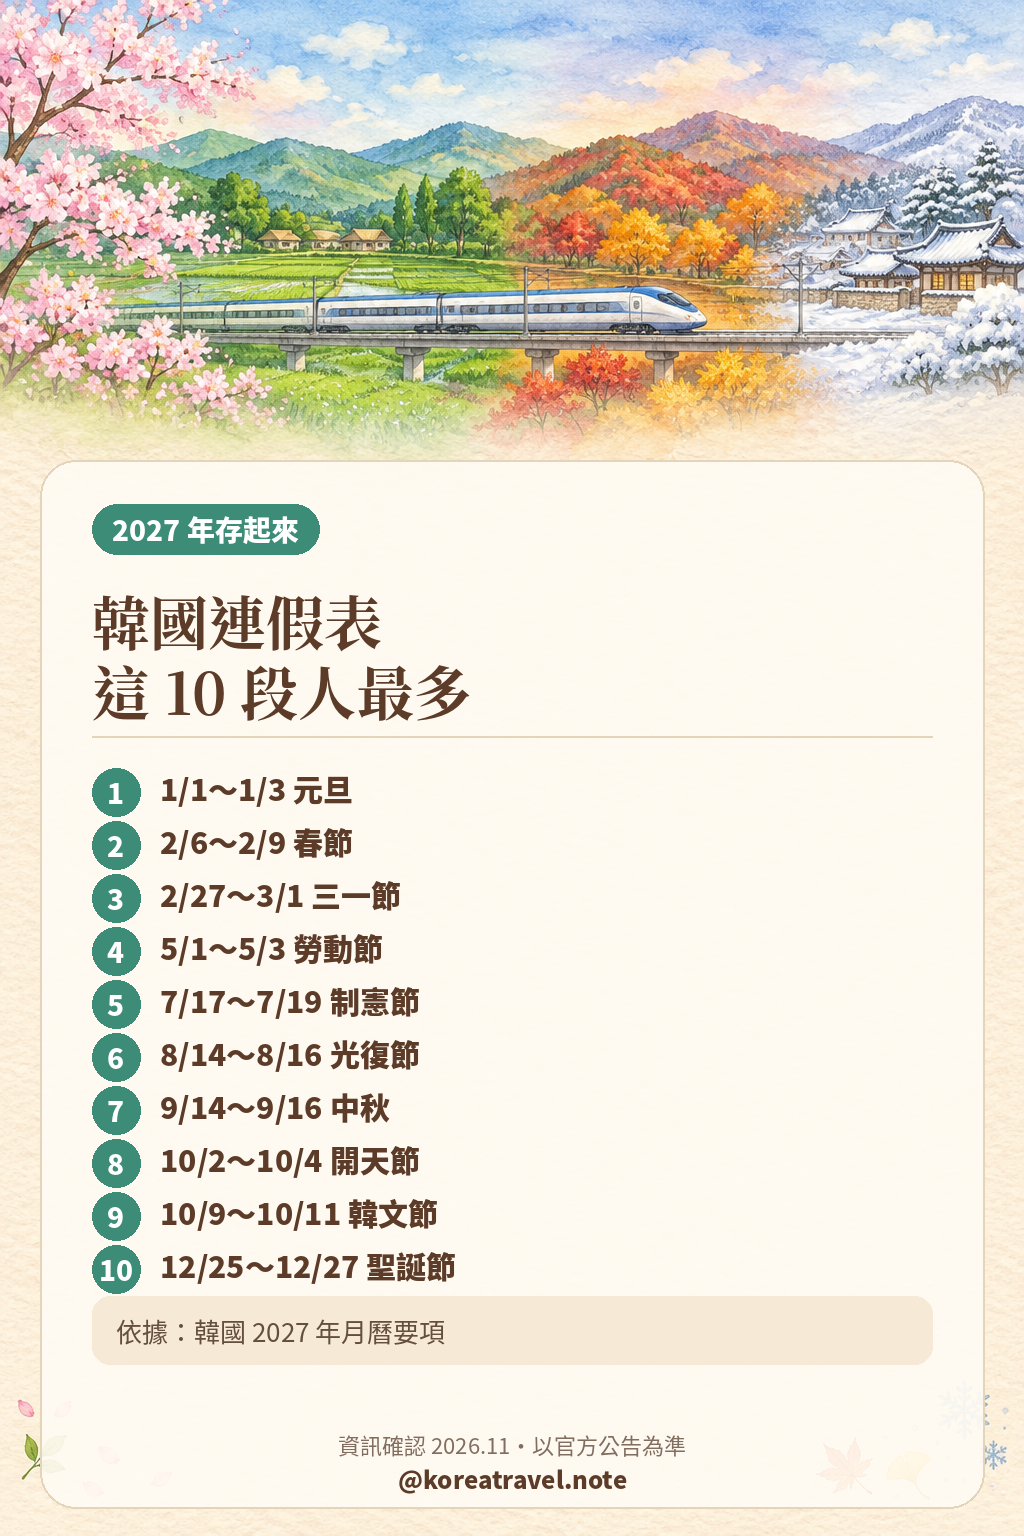 2027 年存起來
韓國連假表
這 10 段人最多
1 1/1～1/3 元旦
2 2/6～2/9 春節
3 2/27～3/1 三一節
4 5/1～5/3 勞動節
5 7/17～7/19 制憲節
6 8/14～8/16 光復節
7 9/14～9/16 中秋
8 10/2～10/4 開天節
9 10/9～10/11 韓文節
10 12/25～12/27 聖誕節
依據：韓國 2027 年月曆要項
資訊確認 2026.11・以官方公告為準
@koreatravel.note